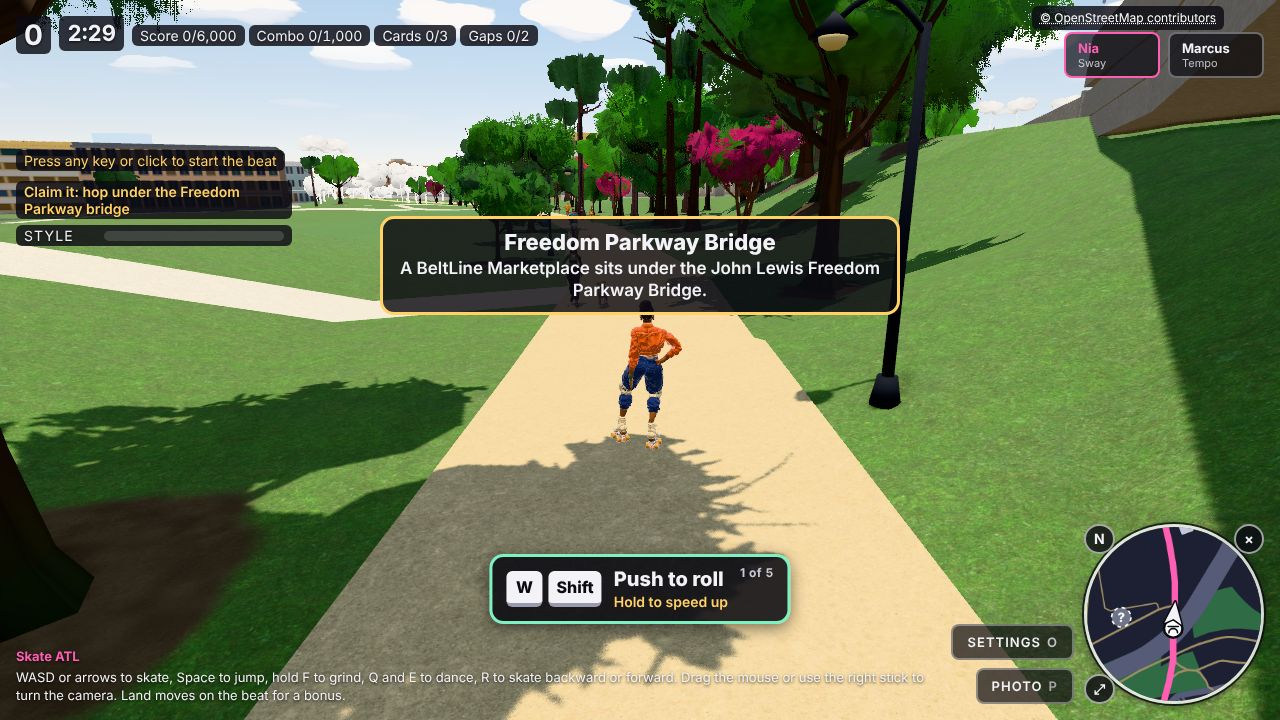 0
2:29
Score 0/6,000
Combo 0/1,000
Cards 0/3
Gaps 0/2
© OpenStreetMap contributors
Nia
Sway
Marcus
Tempo
Press any key or click to start the beat
Claim it: hop under the Freedom
Parkway bridge
STYLE
Freedom Parkway Bridge
A BeltLine Marketplace sits under the John Lewis Freedom
Parkway Bridge.
W
Shift
Push to roll
1 of 5
Hold to speed up
N
×
?
SETTINGS O
PHOTO P
Skate ATL
WASD or arrows to skate, Space to jump, hold F to grind, Q and E to dance, R to skate backward or forward. Drag the mouse or use the right stick to
turn the camera. Land moves on the beat for a bonus.